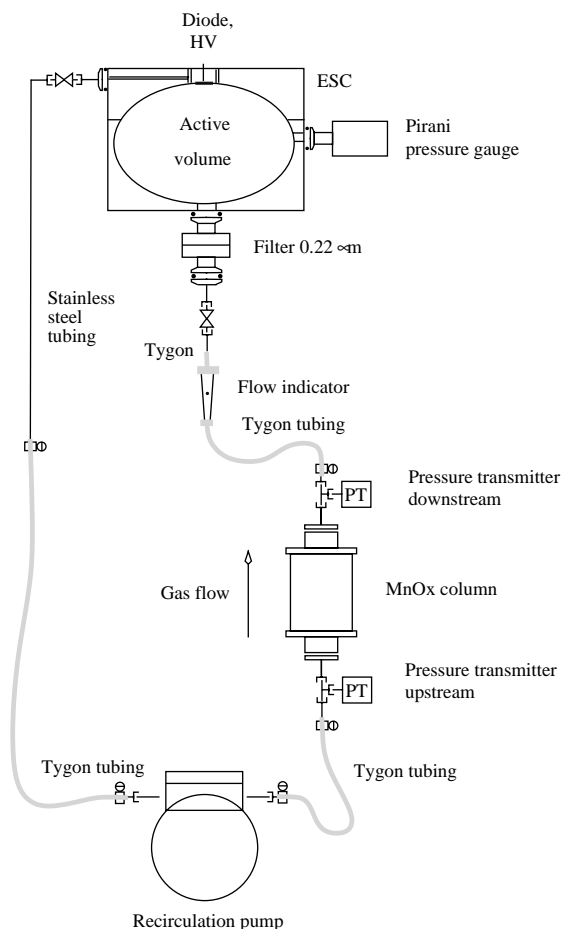 Diode,
HV
ESC
Active
volume
Pirani
pressure gauge
Filter 0.22 ∝m
Stainless
steel
tubing
Tygon
Flow indicator
Tygon tubing
PT
Pressure transmitter
downstream
Gas flow
MnOx column
PT
Pressure transmitter
upstream
Tygon tubing
Tygon tubing
Recirculation pump